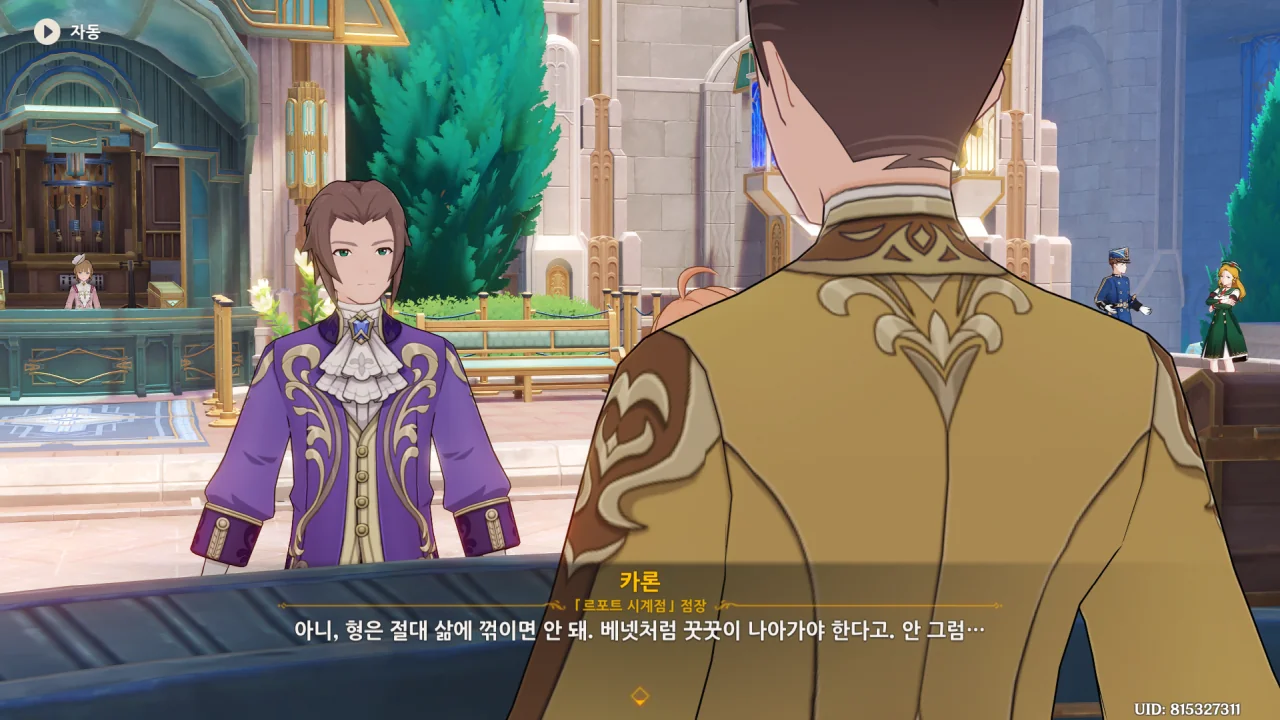 자동
카론
「르포트 시계점」 점장
아니, 형은 절대 삶에 꺾이면 안 돼. 베넷처럼 꿋꿋이 나아가야 한다고. 안 그럼…
UID: 815327311